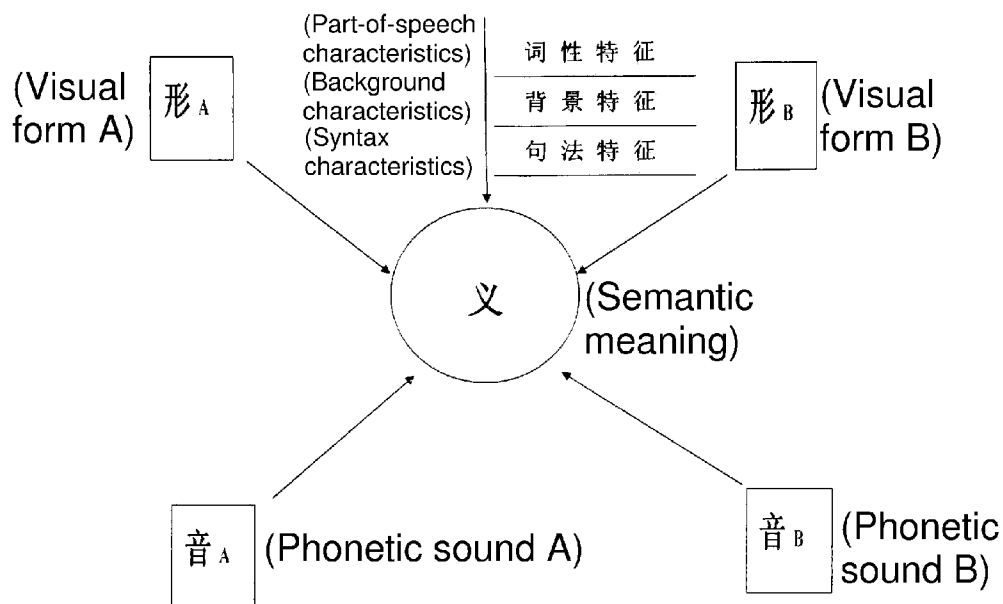 (Part-of-speech
characteristics)
(Background
characteristics)
(Syntax
characteristics)
词性特征
背景特征
句法特征
(Visual
form A)
形A
形B
(Visual
form B)
义
(Semantic
meaning)
音A
(Phonetic sound A)
音B
(Phonetic
sound B)